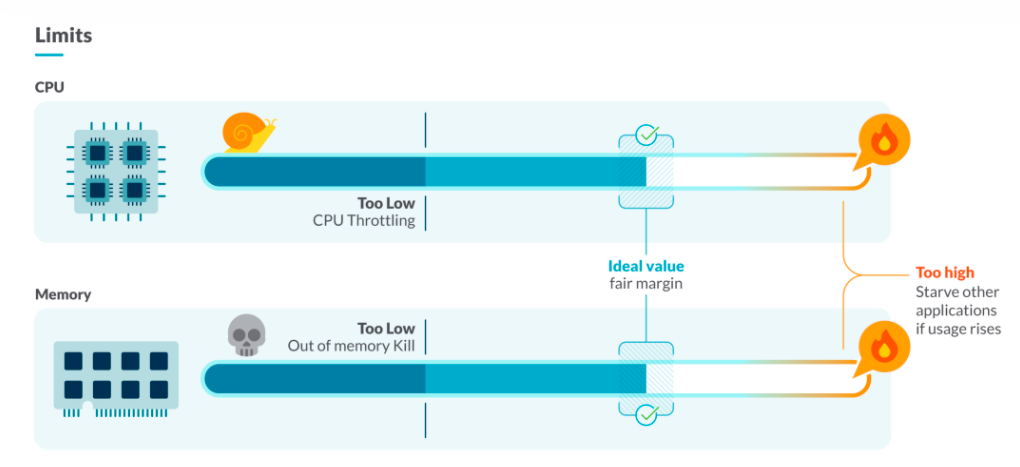 Limits
CPU
Too Low
CPU Throttling
Ideal value
fair margin
Too high
Starve other
applications
if usage rises
Memory
Too Low
Out of memory Kill